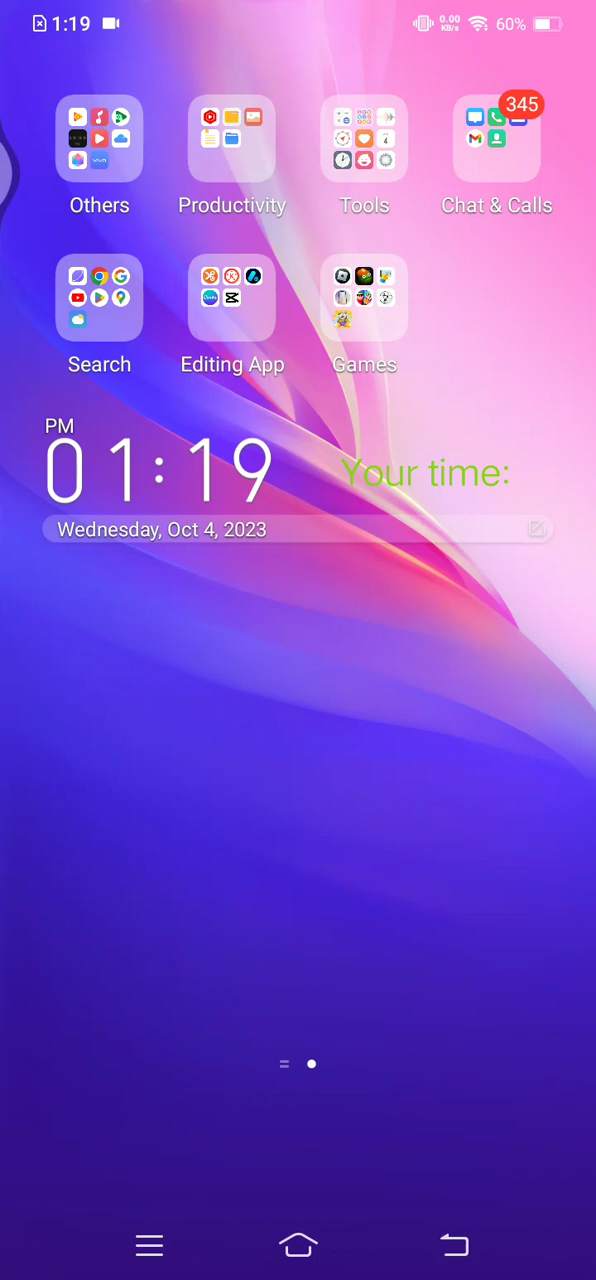 1:19
0.00
KB/s
60%
345
Others
Productivity
Tools
Chat & Calls
Search
Editing App
Games
PM
01:19
Your time:
Wednesday, Oct 4, 2023